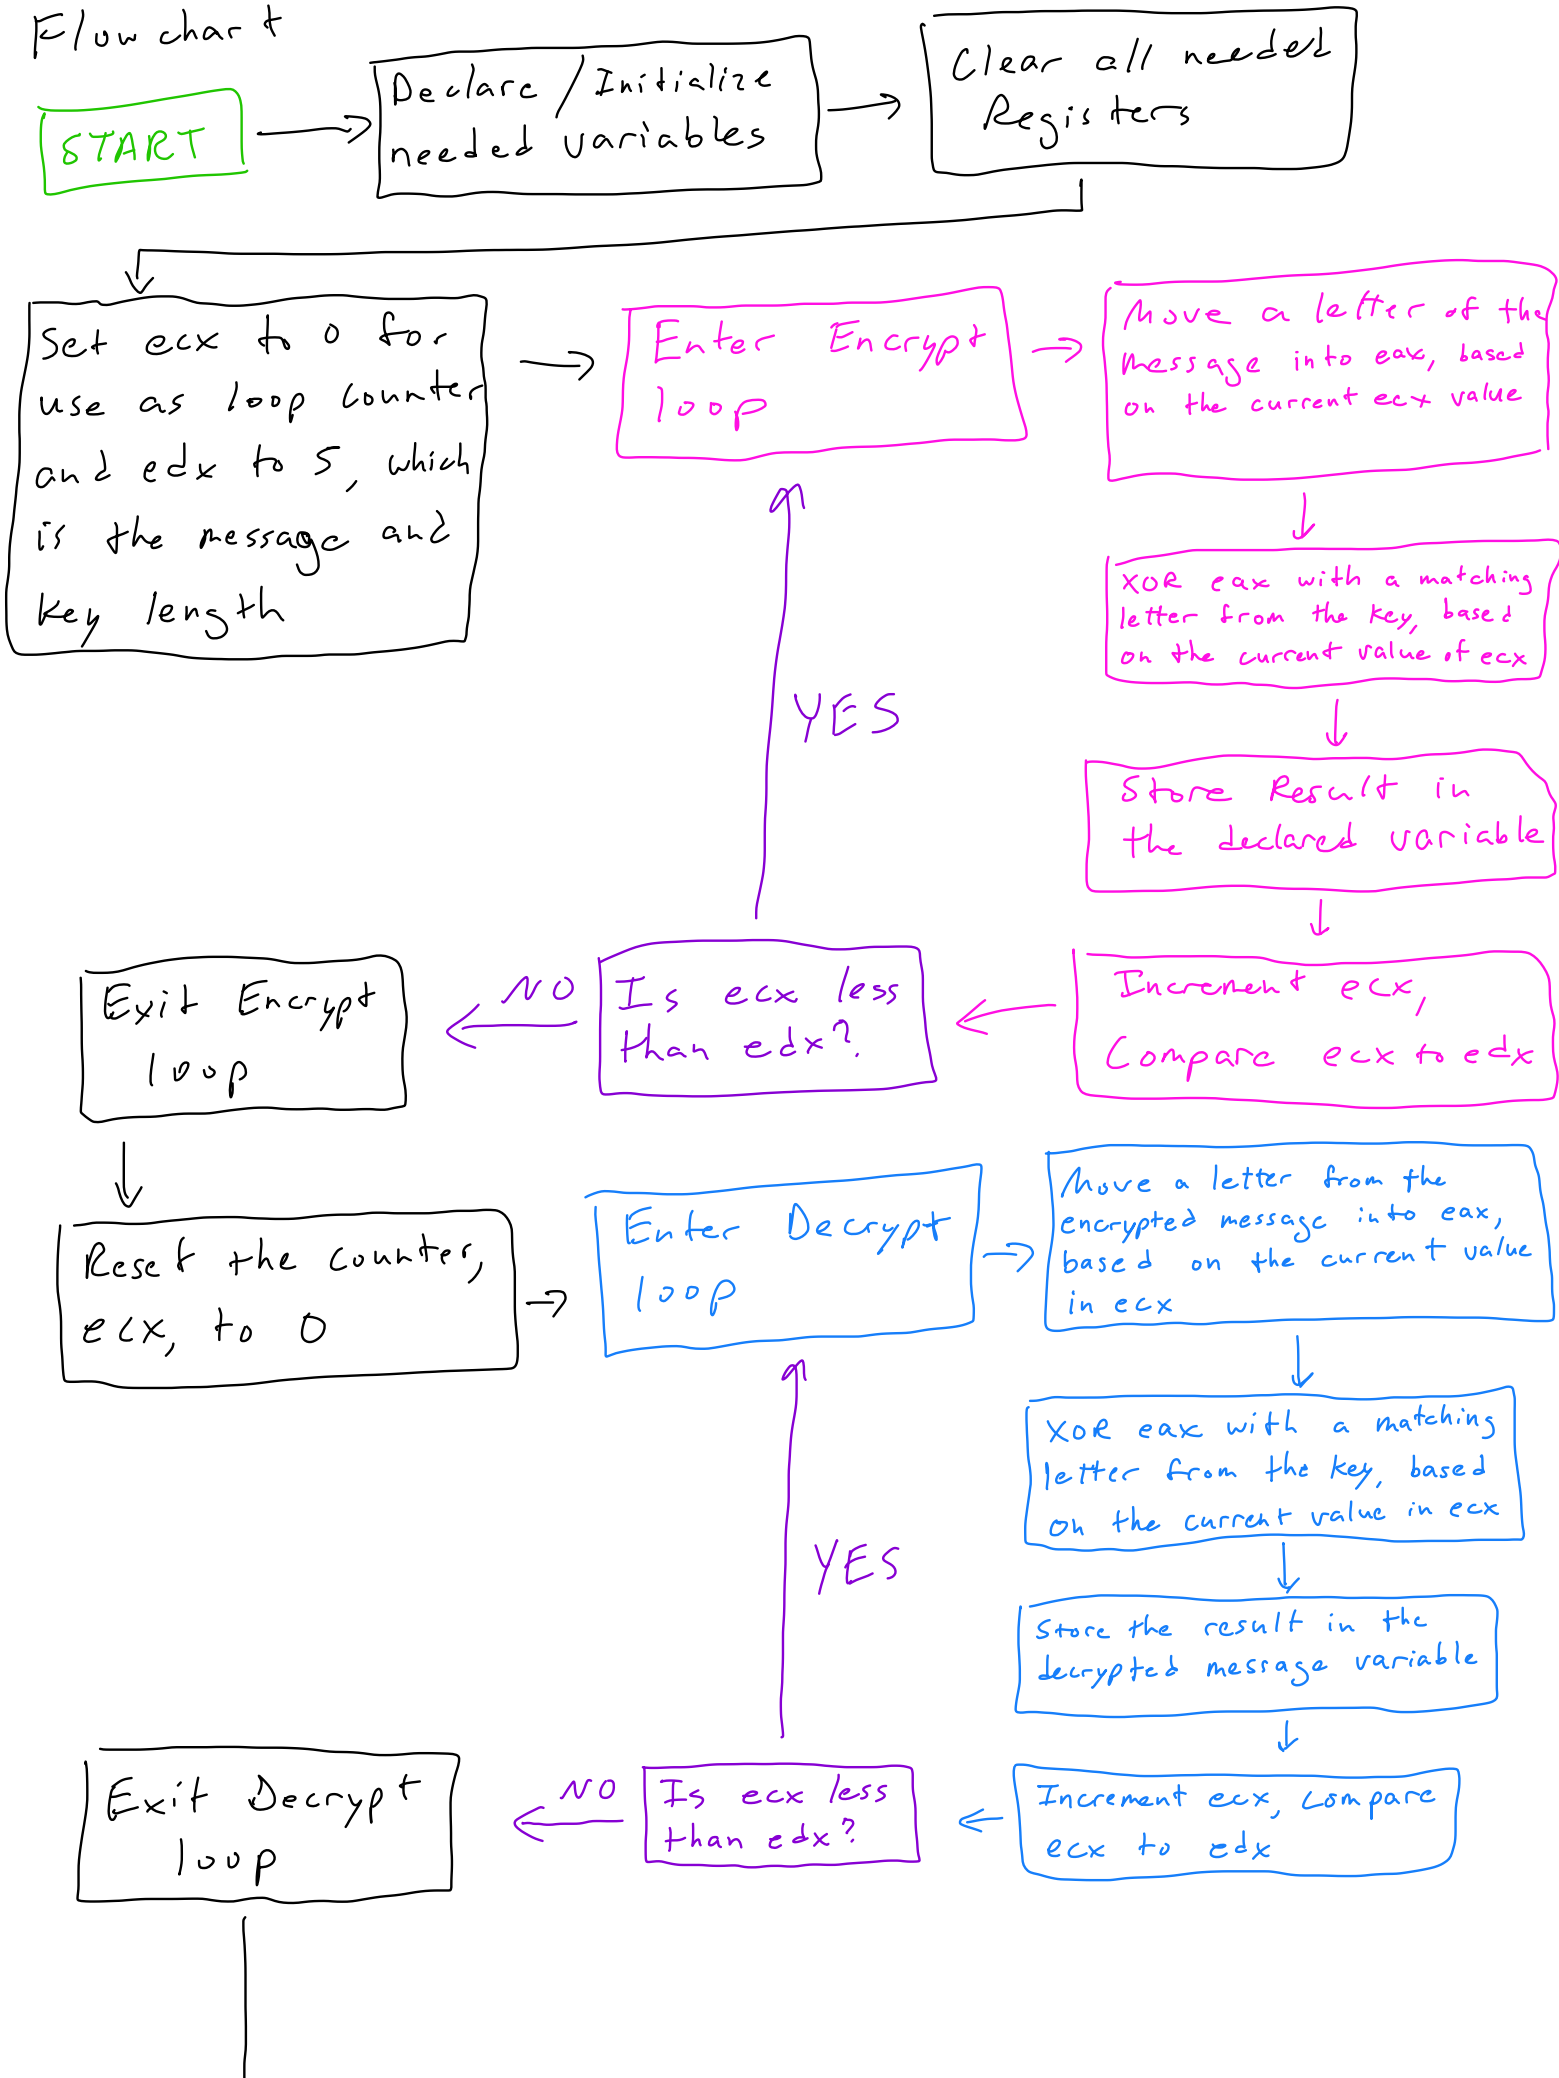 Flowchart
START
Declare/Initialize
needed variables
Clear all needed
Registers
Set ecx to 0 for
use as loop counter
and edx to 5, which
is the message and
key length
Enter Encrypt
loop
Move a letter of the
message into eax, based
on the current ecx value
XOR eax with a matching
letter from the key, based
on the current value of ecx
Store Result in
the declared variable
Increment ecx,
Compare ecx to edx
Is ecx less
than edx?
YES
NO
Exit Encrypt
loop
Reset the counter,
ecx, to 0
Enter Decrypt
loop
Move a letter from the
encrypted message into eax,
based on the current value
in ecx
XOR eax with a matching
letter from the key, based
on the current value in ecx
Store the result in the
decrypted message variable
Increment ecx, compare
ecx to edx
Is ecx less
than edx?
YES
NO
Exit Decrypt
loop